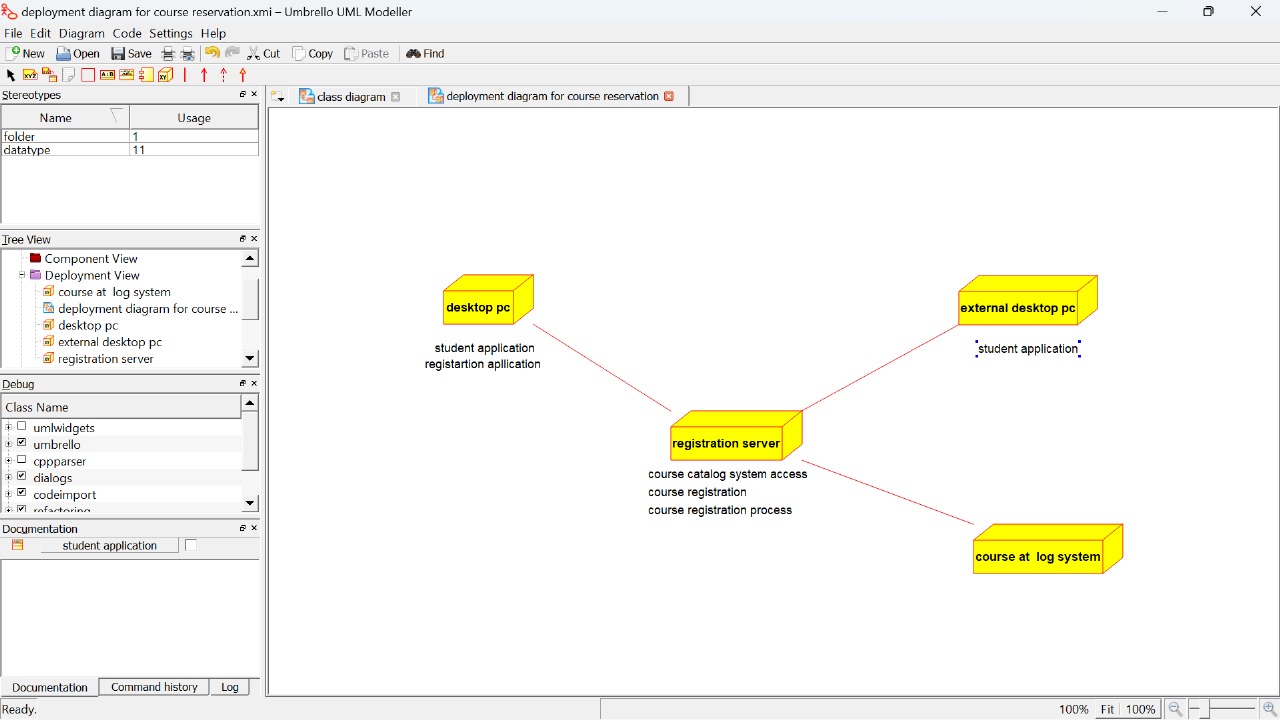 deployment diagram for course reservation.xmi – Umbrello UML Modeller
File Edit Diagram Code Settings Help
New Open Save Cut Copy Paste Find
Stereotypes
Name Usage
folder 1
datatype 11
Tree View
Component View
Deployment View
course at log system
deployment diagram for course ...
desktop pc
external desktop pc
registration server
Debug
Class Name
umlwidgets
umbrello
cppparser
dialogs
codeimport
refactoring
Documentation
student application
Documentation Command history Log
Ready.
class diagram
deployment diagram for course reservation
desktop pc
student application
registartion apllication
external desktop pc
student application
registration server
course catalog system access
course registration
course registration process
course at log system
100% Fit 100%